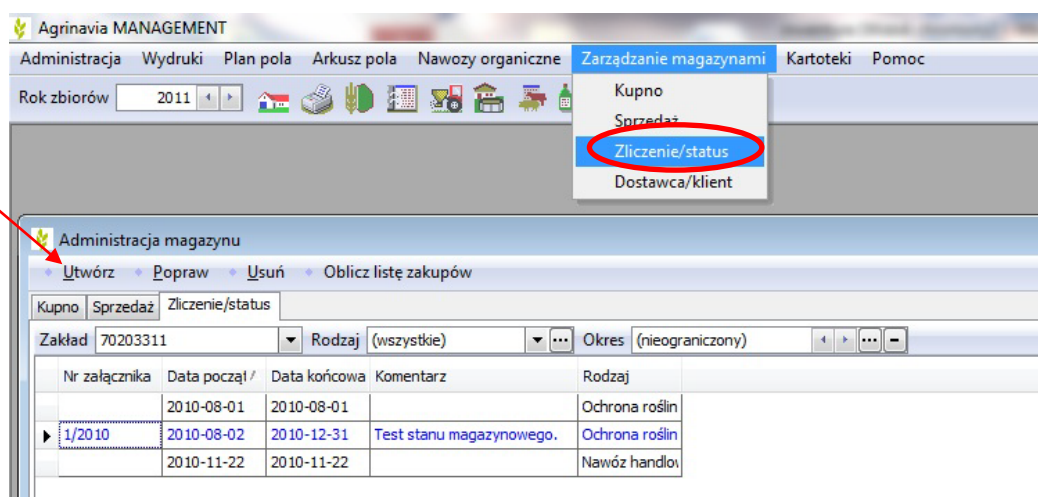 Agrinavia MANAGEMENT
Administracja Wydruki Plan pola Arkusz pola Nawozy organiczne Zarządzanie magazynami Kartoteki Pomoc
Rok zbiorów 2011
Kupno
Sprzedaż
Zliczenie/status
Dostawca/klient
Administracja magazynu
Utwórz Popraw Usuń Oblicz listę zakupów
Kupno Sprzedaż Zliczenie/status
Zakład 70203311 Rodzaj (wszystkie) Okres (nieograniczony)
Nr załącznika Data począt Data końcowa Komentarz Rodzaj
2010-08-01 2010-08-01 Ochrona roślin
1/2010 2010-08-02 2010-12-31 Test stanu magazynowego. Ochrona roślin
2010-11-22 2010-11-22 Nawóz handlov